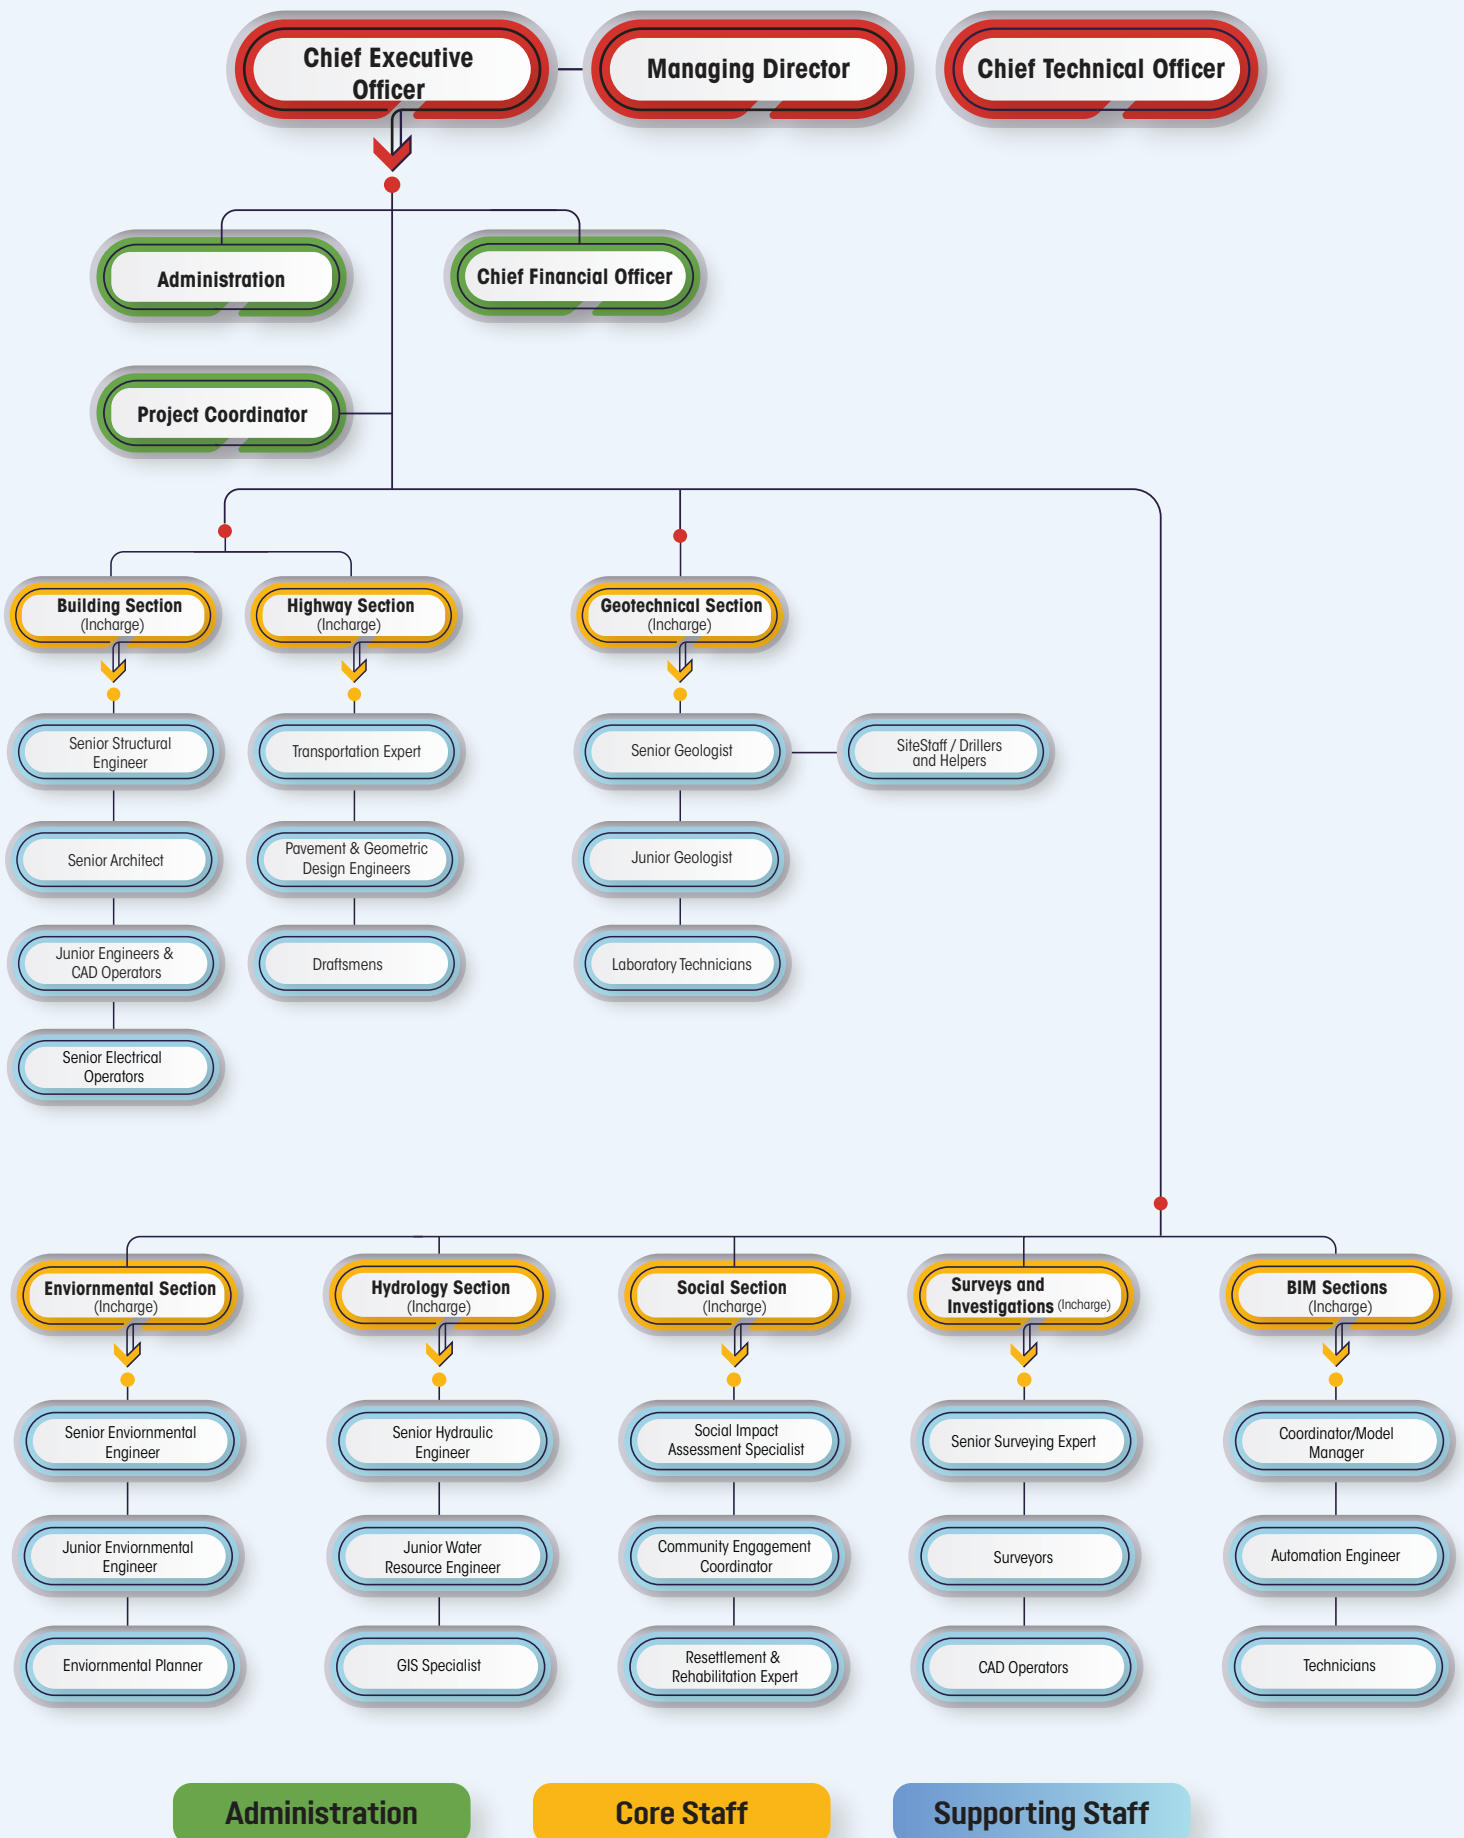 Chief Executive
Officer
Managing Director
Chief Technical Officer
Administration
Chief Financial Officer
Project Coordinator
Building Section
(Incharge)
Highway Section
(Incharge)
Geotechnical Section
(Incharge)
Senior Structural
Engineer
Transportation Expert
Senior Geologist
SiteStaff / Drillers
and Helpers
Senior Architect
Pavement & Geometric
Design Engineers
Junior Geologist
Junior Engineers &
CAD Operators
Draftsmens
Laboratory Technicians
Senior Electrical
Operators
Enviornmental Section
(Incharge)
Hydrology Section
(Incharge)
Social Section
(Incharge)
Surveys and
Investigations (Incharge)
BIM Sections
(Incharge)
Senior Enviornmental
Engineer
Senior Hydraulic
Engineer
Social Impact
Assessment Specialist
Senior Surveying Expert
Coordinator/Model
Manager
Junior Enviornmental
Engineer
Junior Water
Resource Engineer
Community Engagement
Coordinator
Surveyors
Automation Engineer
Enviornmental Planner
GIS Specialist
Resettlement &
Rehabilitation Expert
CAD Operators
Technicians
Administration
Core Staff
Supporting Staff